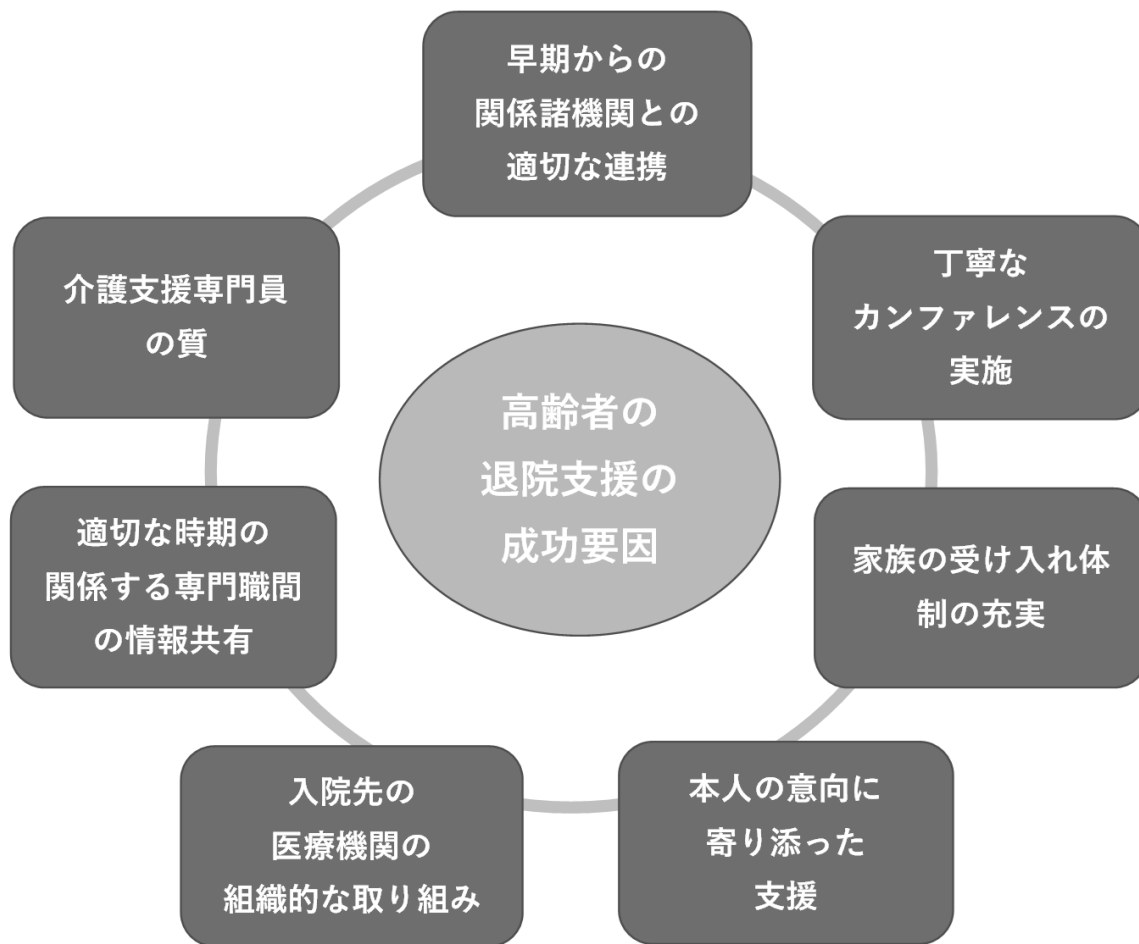 早期からの
関係諸機関との
適切な連携
丁寧な
カンファレンスの
実施
家族の受け入れ体
制の充実
本人の意向に
寄り添った
支援
入院先の
医療機関の
組織的な取り組み
適切な時期の
関係する専門職間
の情報共有
介護支援専門員
の質
高齢者の
退院支援の
成功要因